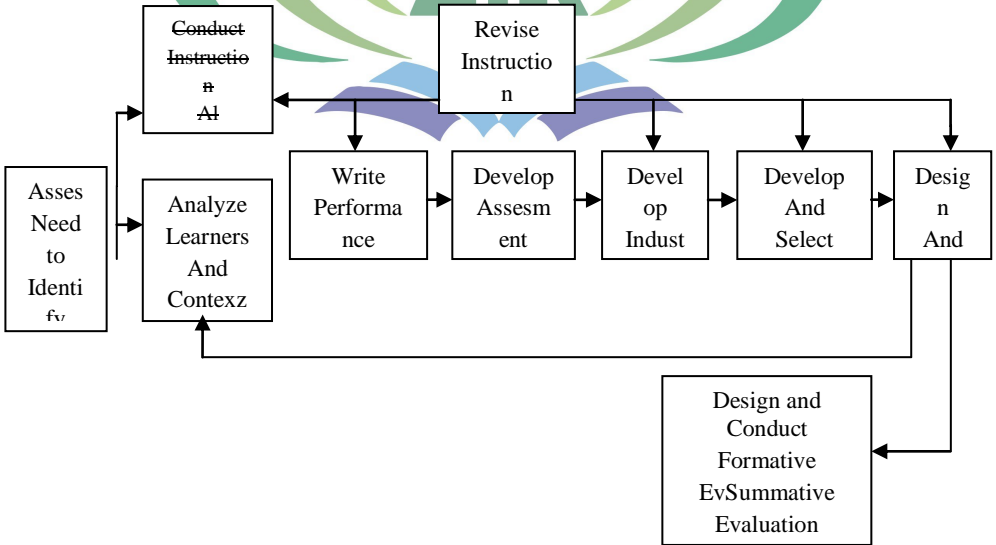 Conduct
Instructio
n
Al
Revise
Instructio
n
Asses
Need
to
Identi
fy
Analyze
Learners
And
Contexz
Write
Performa
nce
Develop
Assesm
ent
Devel
op
Indust
Develop
And
Select
Desig
n
And
Design and
Conduct
Formative
EvSummative
Evaluation